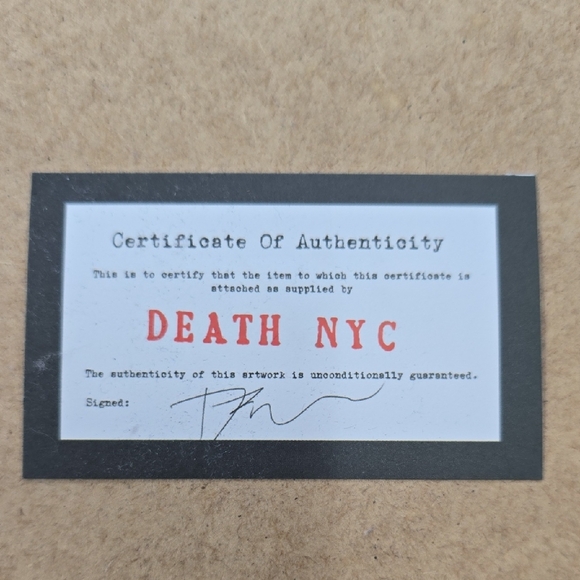 Certificate Of Authenticity
This is to certify that the item to which this certificate is
attached as supplied by
DEATH NYC
The authenticity of this artwork is unconditionally guaranteed.
Signed: